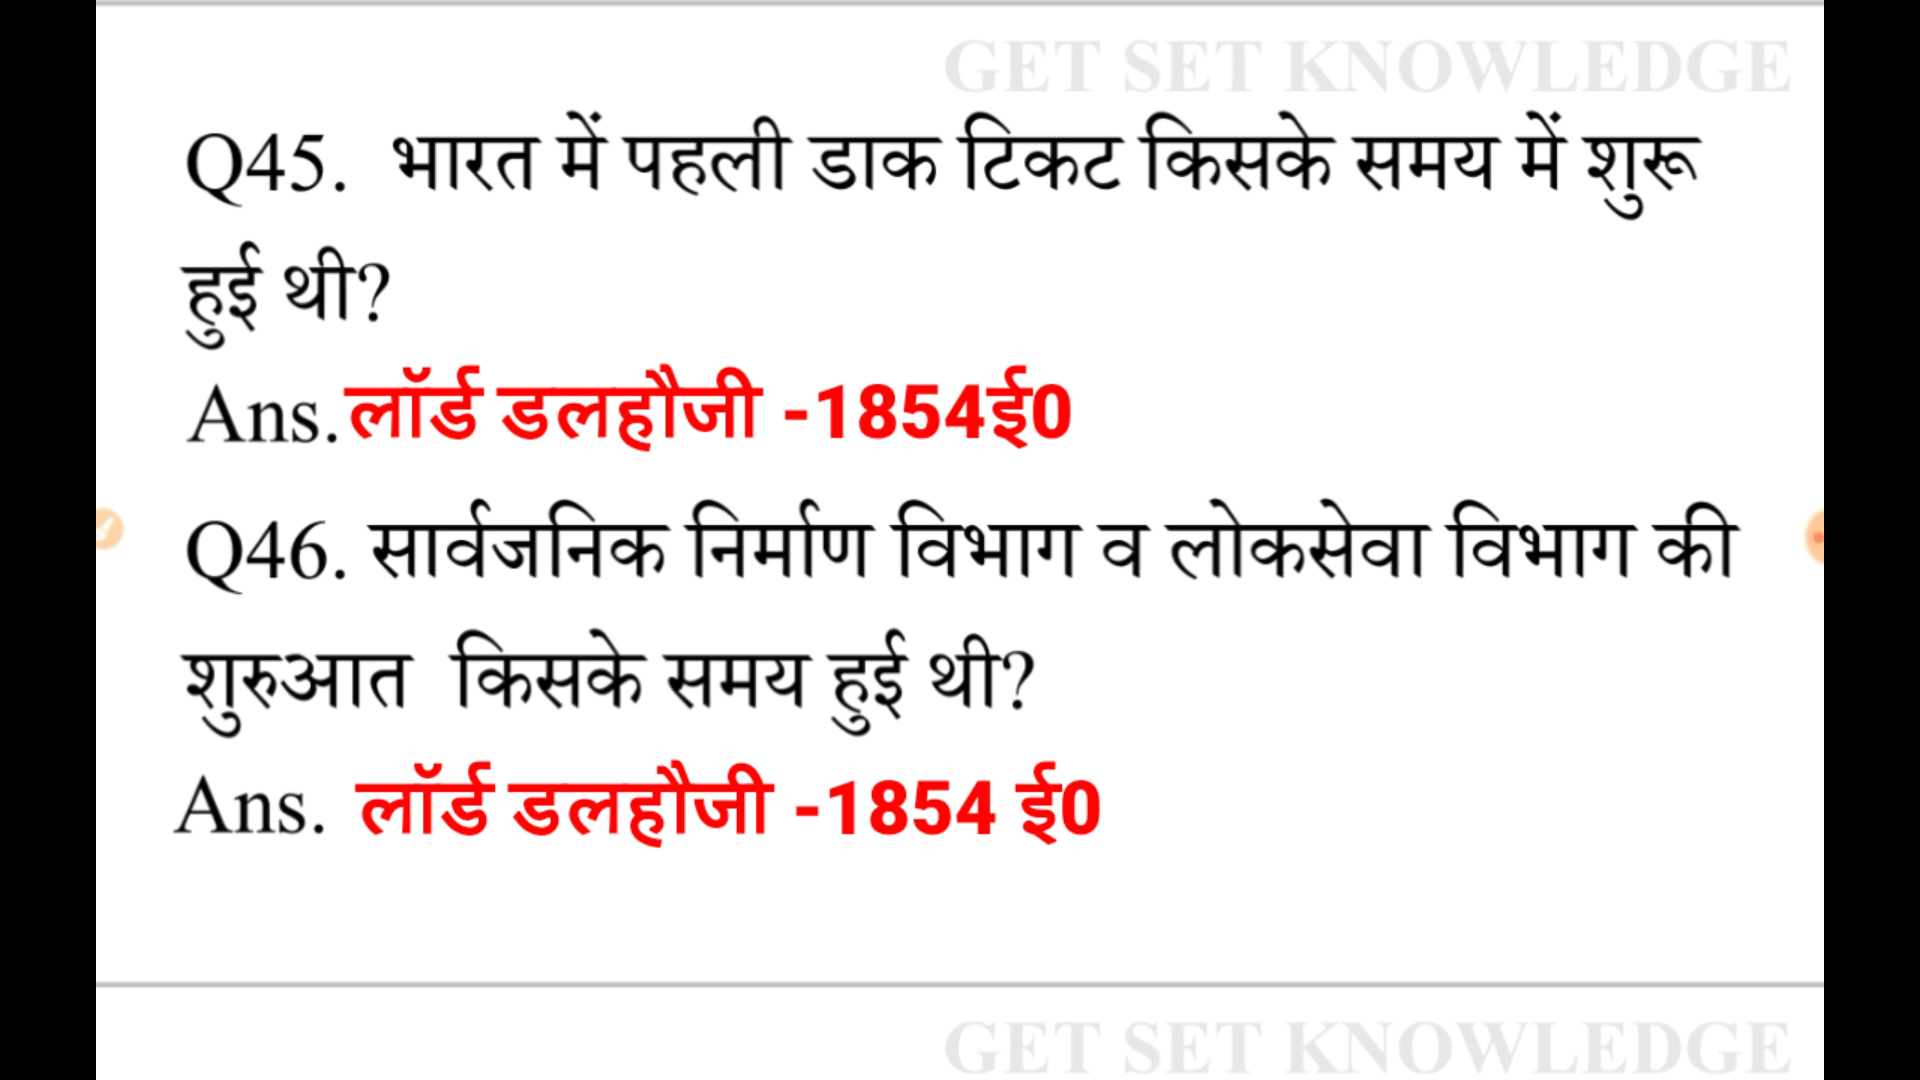 GET SET KNOWLEDGE
Q45. भारत में पहली डाक टिकट किसके समय में शुरू
हुई थी?
Ans. लॉर्ड डलहौजी -1854ई0
Q46. सार्वजनिक निर्माण विभाग व लोकसेवा विभाग की
शुरुआत किसके समय हुई थी?
Ans. लॉर्ड डलहौजी -1854 ई0
GET SET KNOWLEDGE